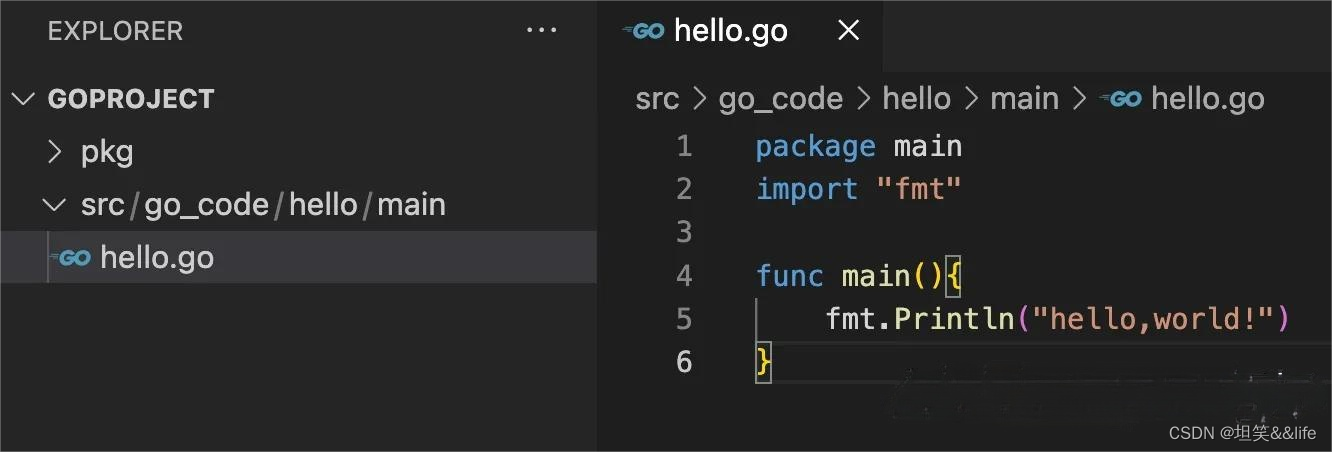 EXPLORER ...
GOPROJECT
pkg
src/go_code/hello/main
GO hello.go
GO hello.go
src > go_code > hello > main > GO hello.go
1 package main
2 import "fmt"
3
4 func main(){
5 fmt.Println("hello,world!")
6 }
CSDN @坦笑&&life